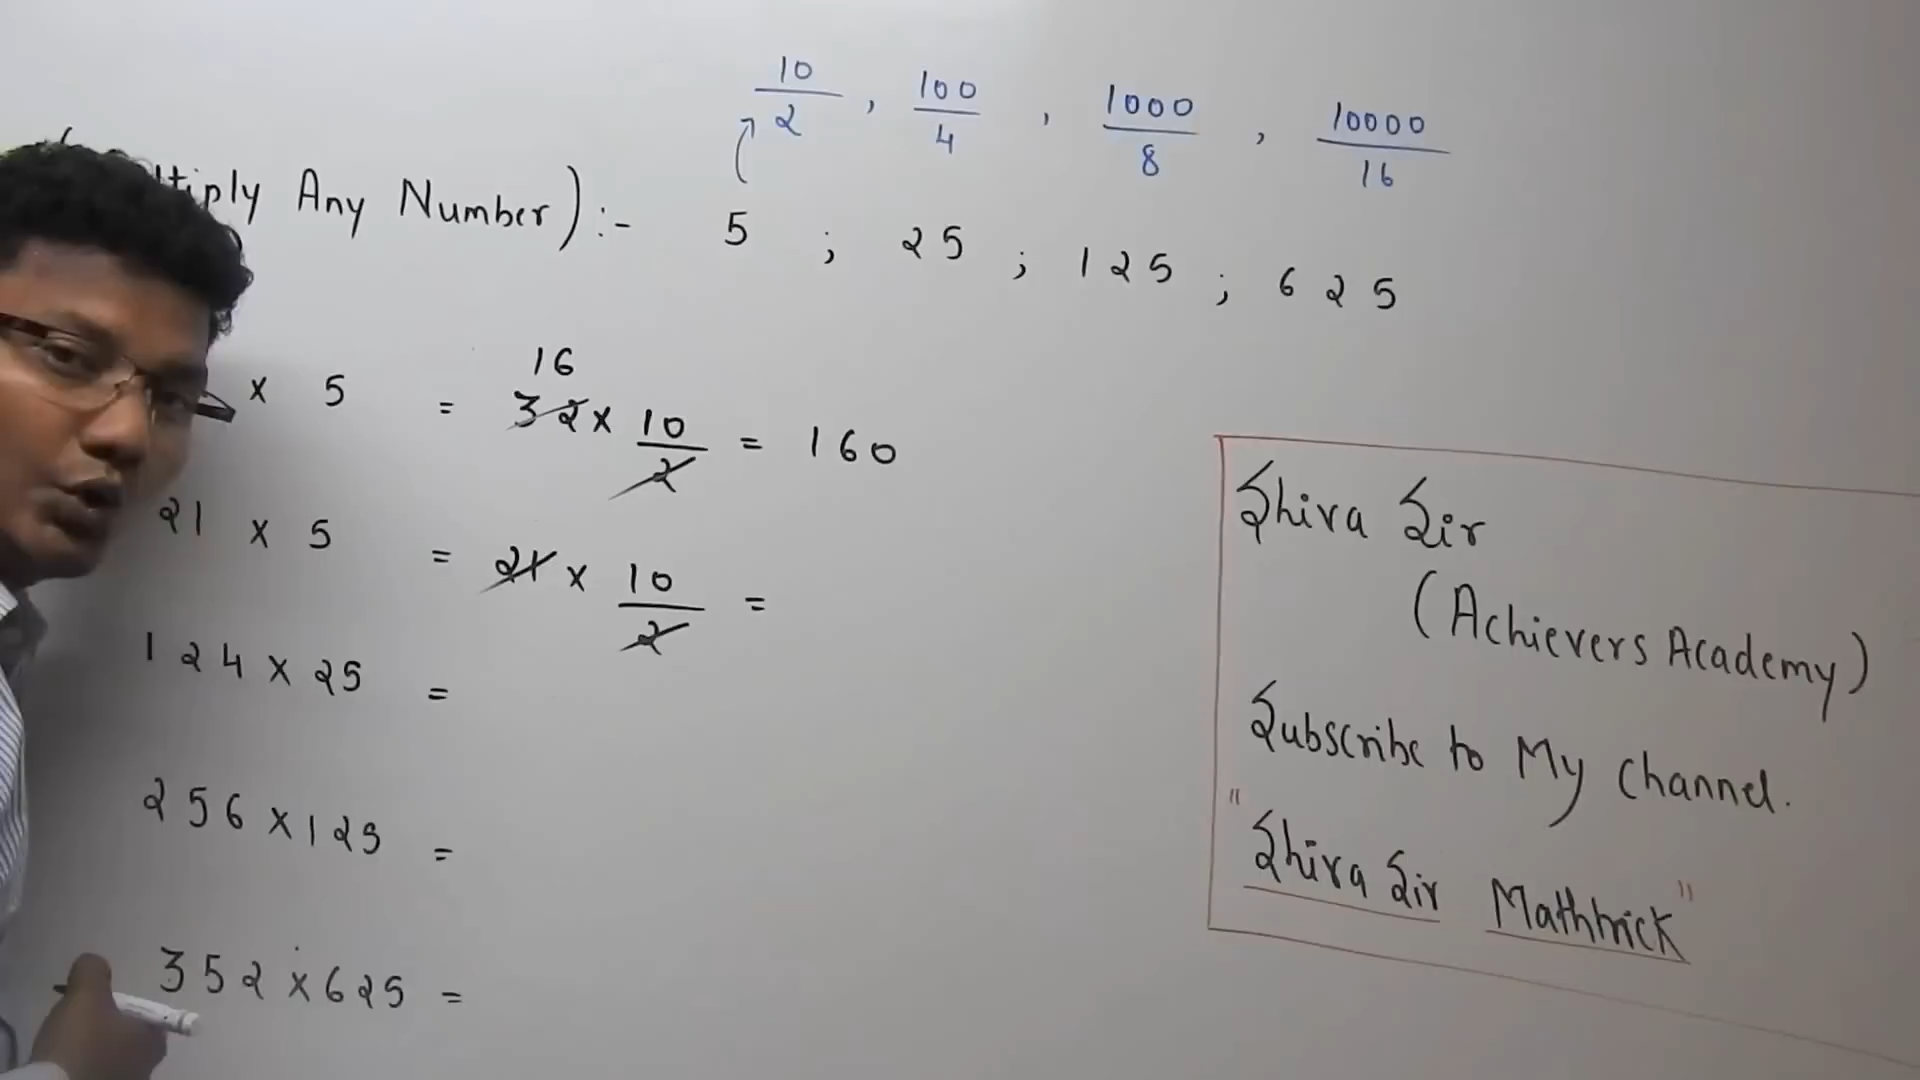 10/2 , 100/4 , 1000/8 , 10000/16
Any Number) :- 5 ; 25 ; 125 ; 625
16
x 5 = 32 x 10/2 = 160
21 x 5 = 21 x 10/2 =
124 x 25 =
256 x 125 =
352 x 625 =
Shiva Sir
(Achievers Academy)
Subscribe to My Channel.
"Shiva Sir Mathtrick"